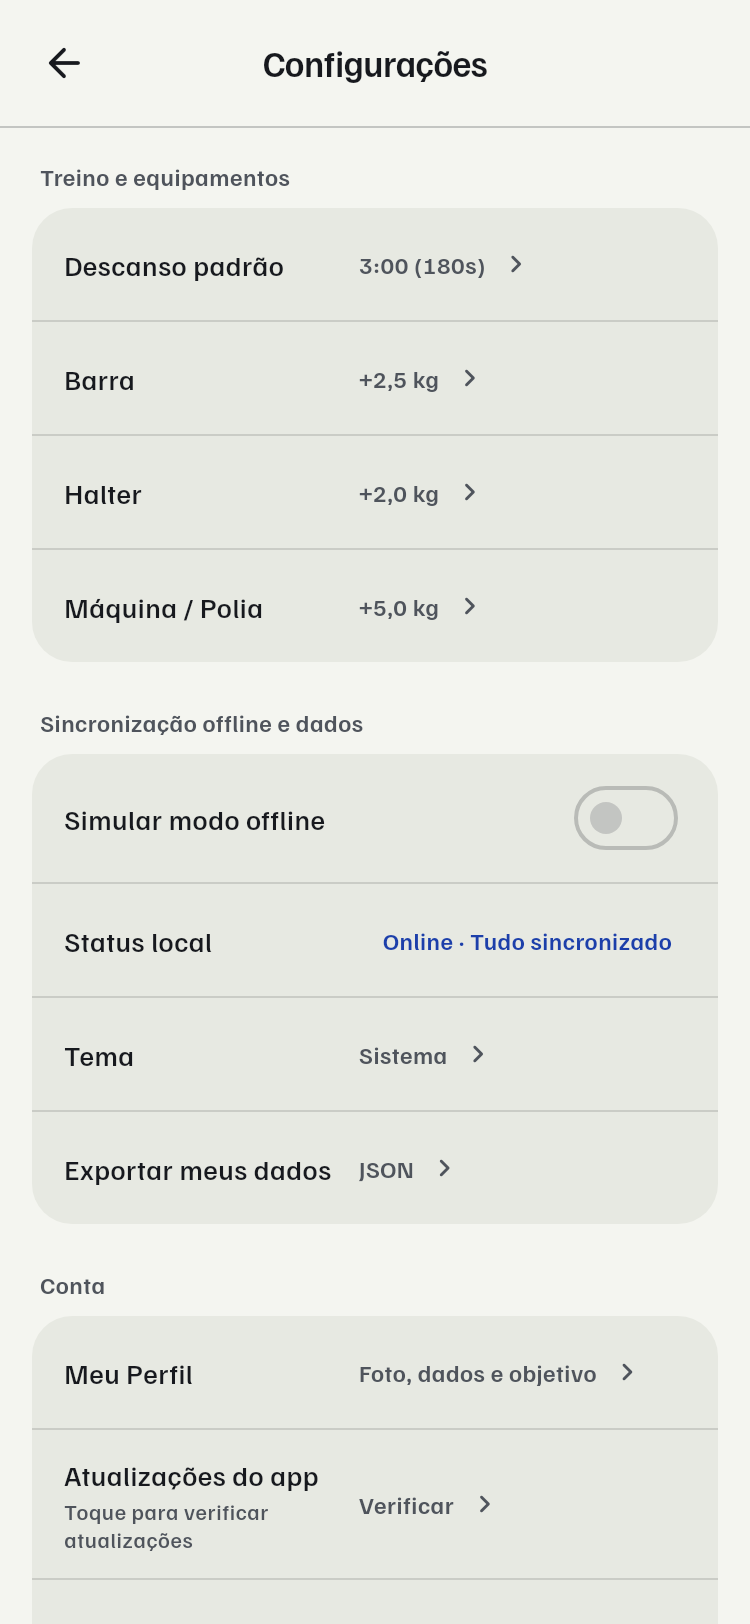 Configurações
Treino e equipamentos
Descanso padrão 3:00 (180s)
Barra +2,5 kg
Halter +2,0 kg
Máquina / Polia +5,0 kg
Sincronização offline e dados
Simular modo offline
Status local Online · Tudo sincronizado
Tema Sistema
Exportar meus dados JSON
Conta
Meu Perfil Foto, dados e objetivo
Atualizações do app
Toque para verificar
atualizações
Verificar